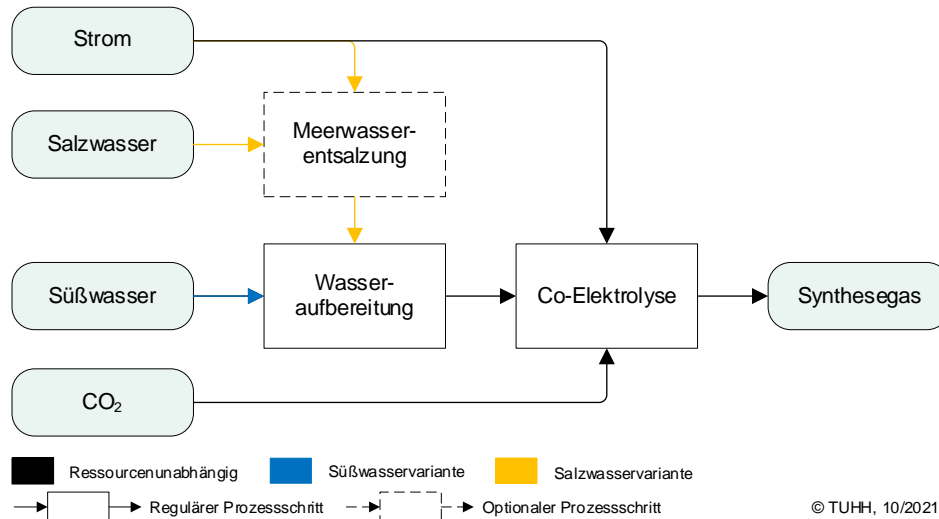 Strom
Salzwasser
Meerwasser-
entsalzung
Süßwasser
Wasser-
aufbereitung
Co-Elektrolyse
Synthesegas
CO₂
Ressourcenunabhängig
Süßwasservariante
Salzwasservariante
Regulärer Prozessschritt
Optionaler Prozessschritt
© TUHH, 10/2021